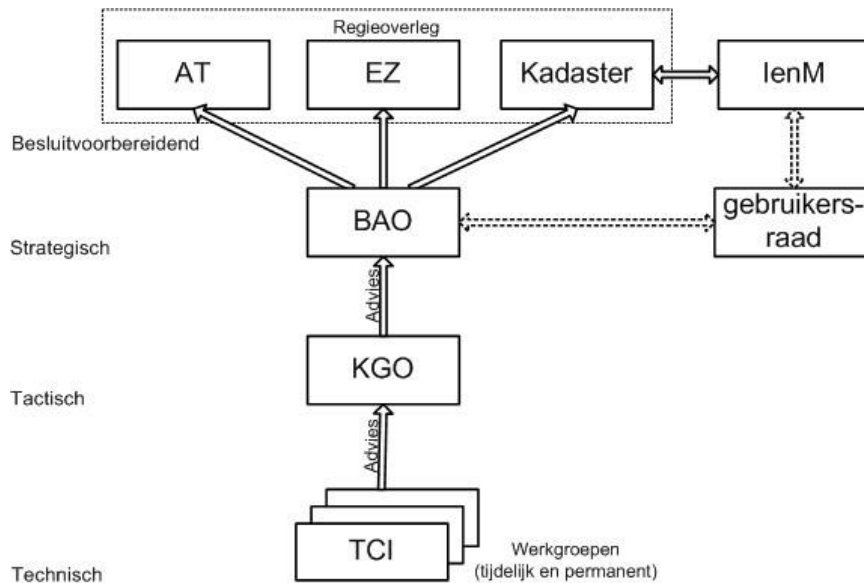 Regieoverleg
AT
EZ
Kadaster
IenM
Besluitvoorbereidend
BAO
gebruikers-
raad
Strategisch
Advies
KGO
Tactisch
Advies
TCI
Werkgroepen
(tijdelijk en permanent)
Technisch